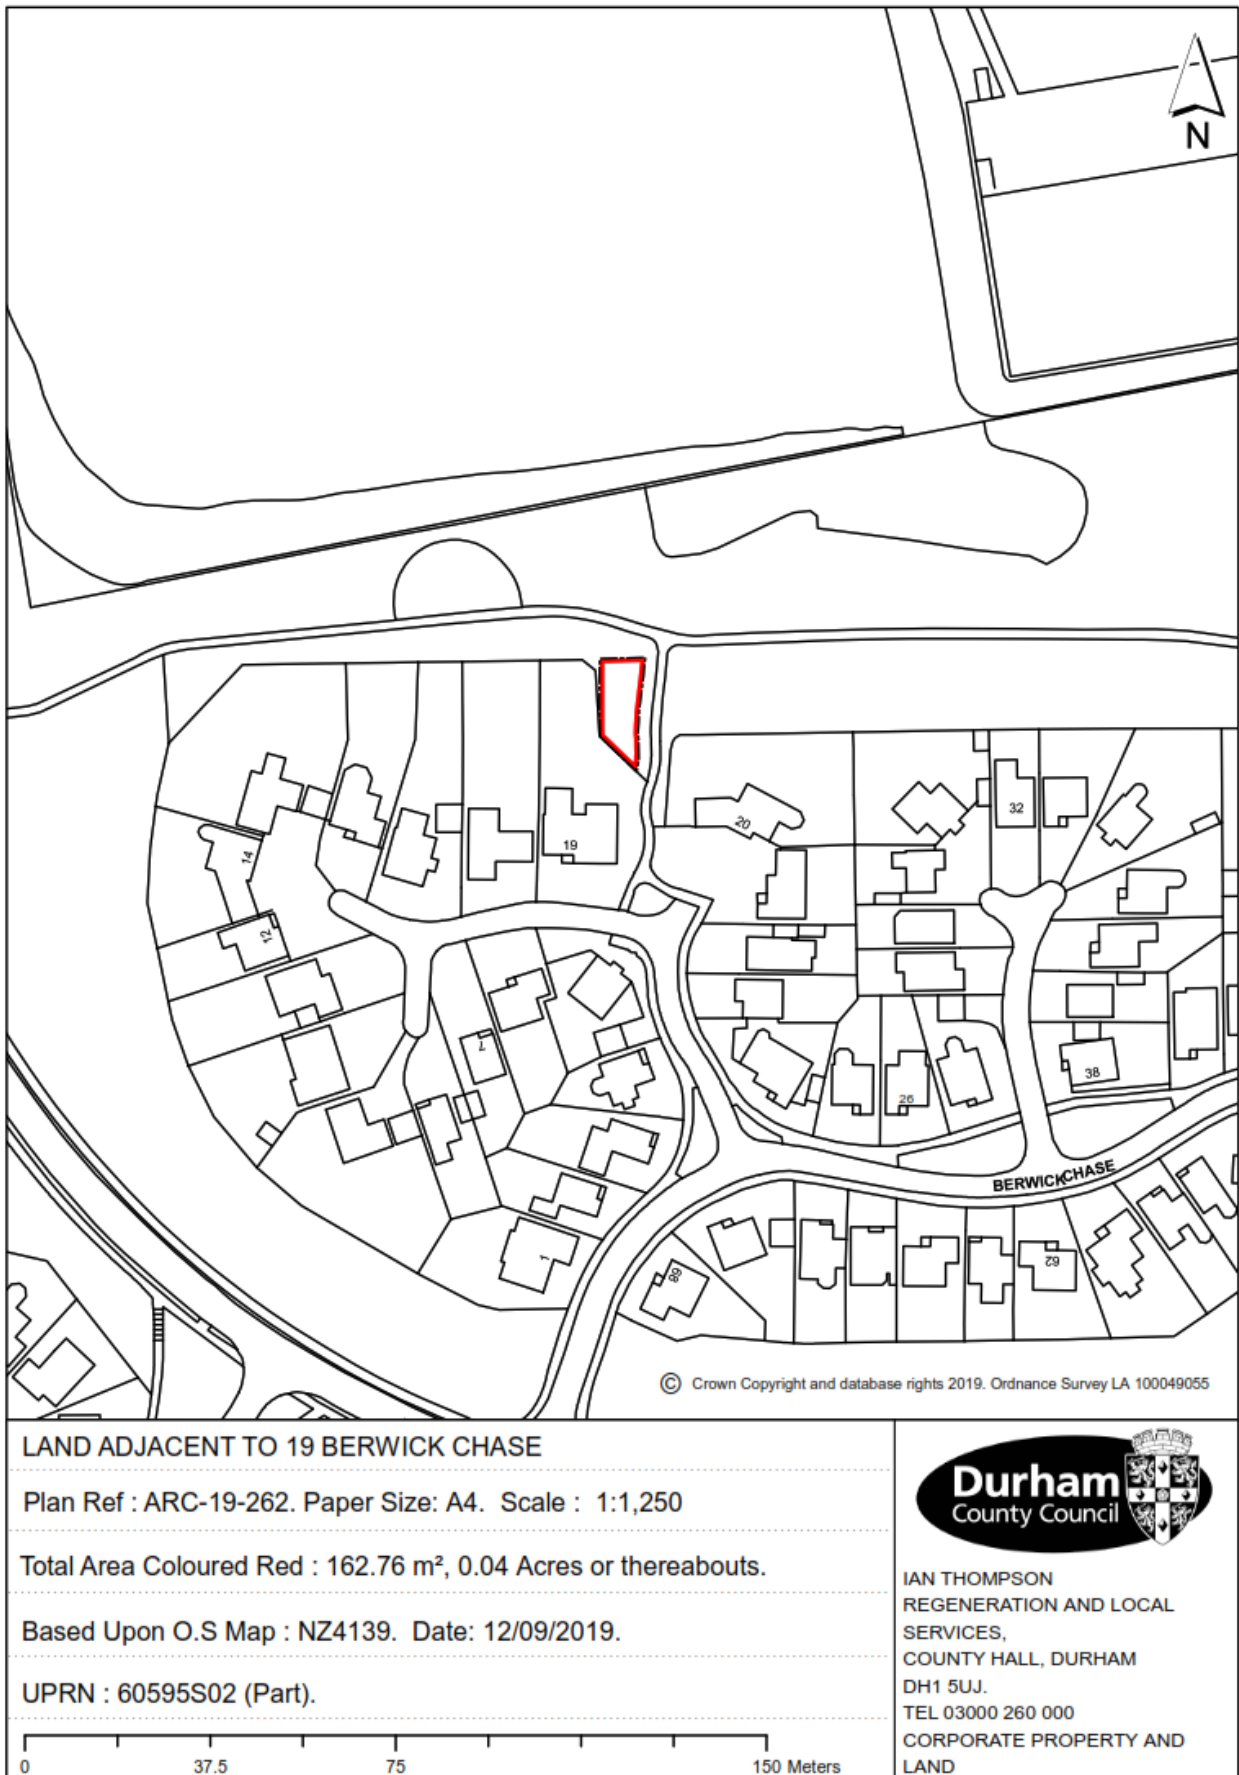 N
19
20
32
14
12
7
26
38
BERWICK CHASE
1
68
62
© Crown Copyright and database rights 2019. Ordnance Survey LA 100049055
LAND ADJACENT TO 19 BERWICK CHASE
Plan Ref : ARC-19-262. Paper Size: A4. Scale : 1:1,250
Total Area Coloured Red : 162.76 m², 0.04 Acres or thereabouts.
Based Upon O.S Map : NZ4139. Date: 12/09/2019.
UPRN : 60595S02 (Part).
0 37.5 75 150 Meters
Durham
County Council
IAN THOMPSON
REGENERATION AND LOCAL
SERVICES,
COUNTY HALL, DURHAM
DH1 5UJ.
TEL 03000 260 000
CORPORATE PROPERTY AND
LAND